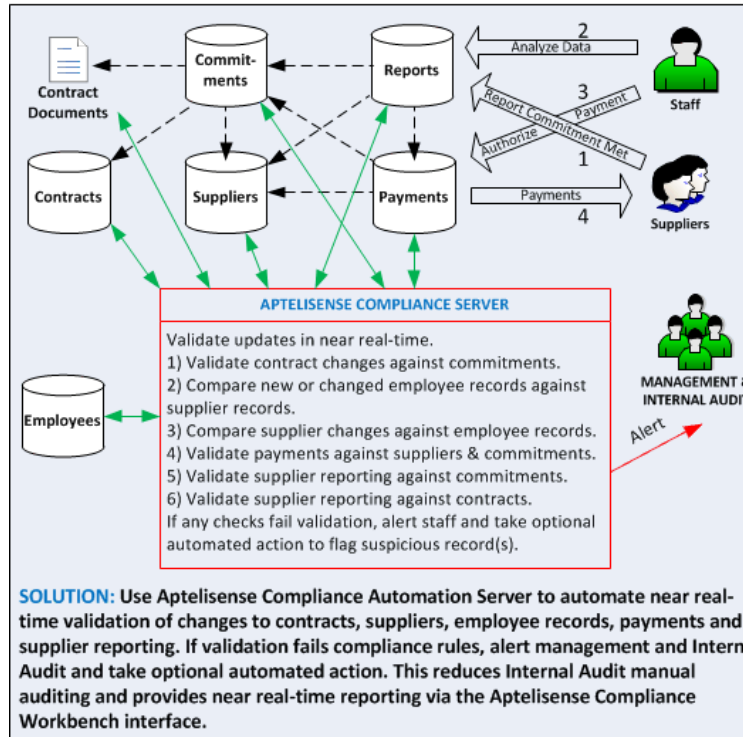 2
Analyze Data
Staff
Contract
Documents
Commit-
ments
Reports
3
Payment
Authorize
Report Commitment Met
1
Contracts
Suppliers
Payments
Payments
4
Suppliers
APTELISENSE COMPLIANCE SERVER
Validate updates in near real-time.
1) Validate contract changes against commitments.
2) Compare new or changed employee records against
supplier records.
3) Compare supplier changes against employee records.
4) Validate payments against suppliers & commitments.
5) Validate supplier reporting against commitments.
6) Validate supplier reporting against contracts.
If any checks fail validation, alert staff and take optional
automated action to flag suspicious record(s).
Employees
MANAGEMENT &
INTERNAL AUDIT
Alert
SOLUTION: Use Aptelisense Compliance Automation Server to automate near real-
time validation of changes to contracts, suppliers, employee records, payments and
supplier reporting. If validation fails compliance rules, alert management and Intern
Audit and take optional automated action. This reduces Internal Audit manual
auditing and provides near real-time reporting via the Aptelisense Compliance
Workbench interface.